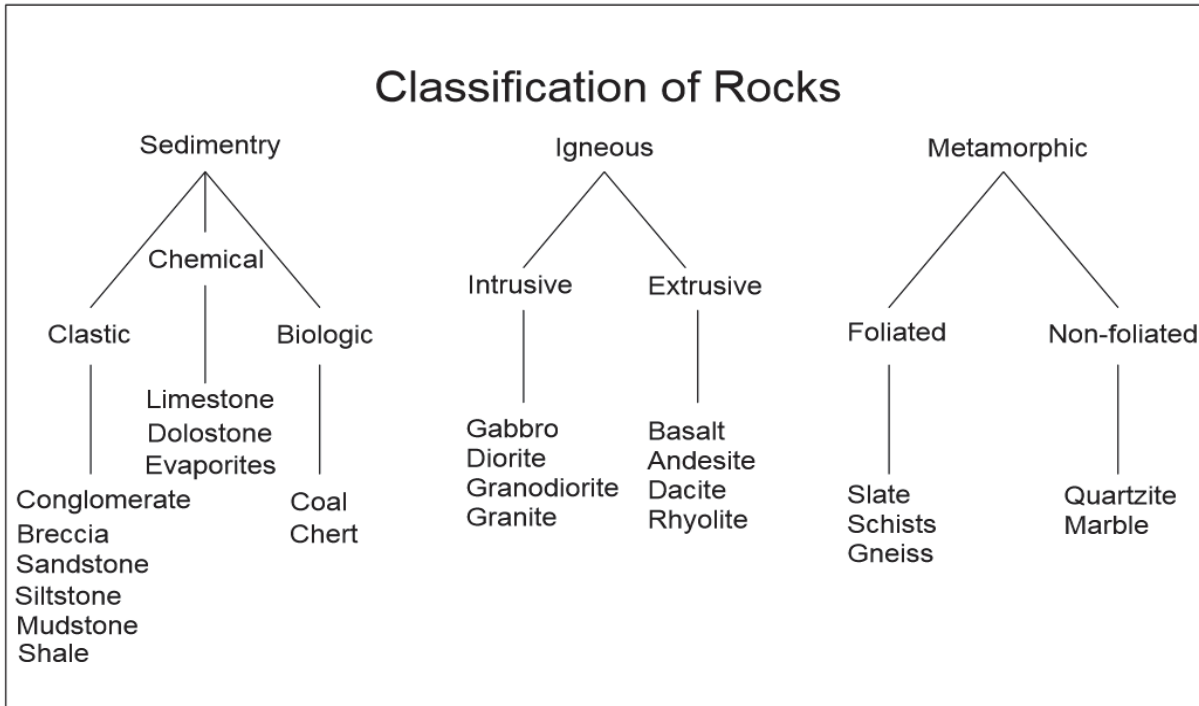 Classification of Rocks
Sedimentry
Chemical
Clastic
Biologic
Limestone
Dolostone
Evaporites
Conglomerate
Breccia
Sandstone
Siltstone
Mudstone
Shale
Coal
Chert
Igneous
Intrusive
Extrusive
Gabbro
Diorite
Granodiorite
Granite
Basalt
Andesite
Dacite
Rhyolite
Metamorphic
Foliated
Non-foliated
Slate
Schists
Gneiss
Quartzite
Marble